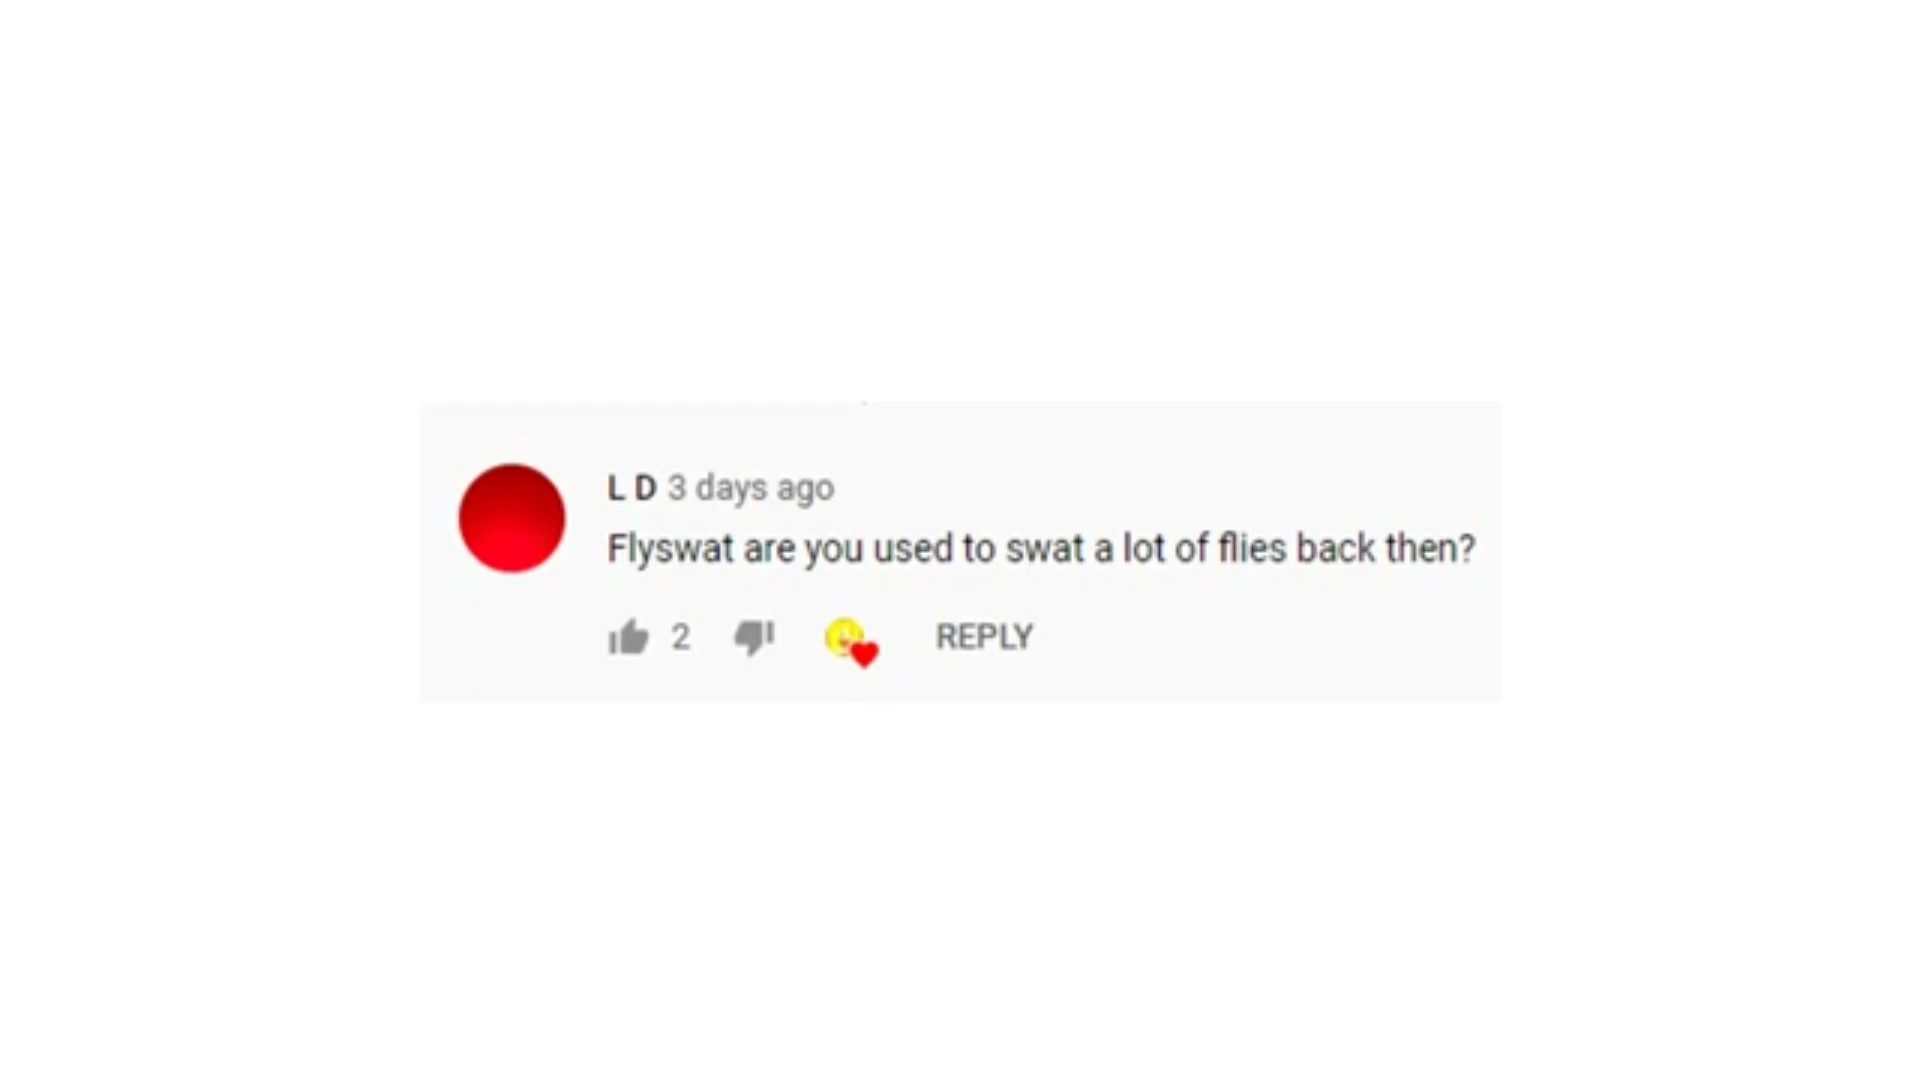 L D 3 days ago
Flyswat are you used to swat a lot of flies back then?
2 REPLY